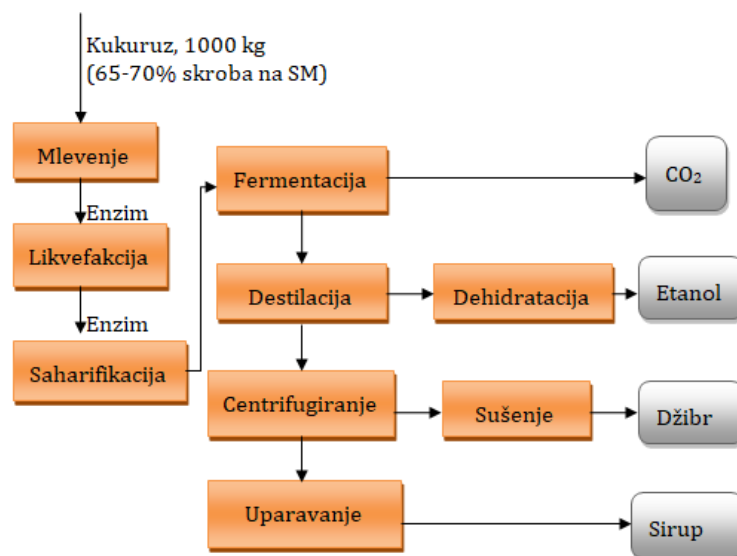 Kukuruz, 1000 kg
(65-70% skroba na SM)
Mlevenje
Enzim
Likvefakcija
Enzim
Saharifikacija
Fermentacija
CO₂
Destilacija
Dehidratacija
Etanol
Centrifugiranje
Sušenje
Džibr
Uparavanje
Sirup